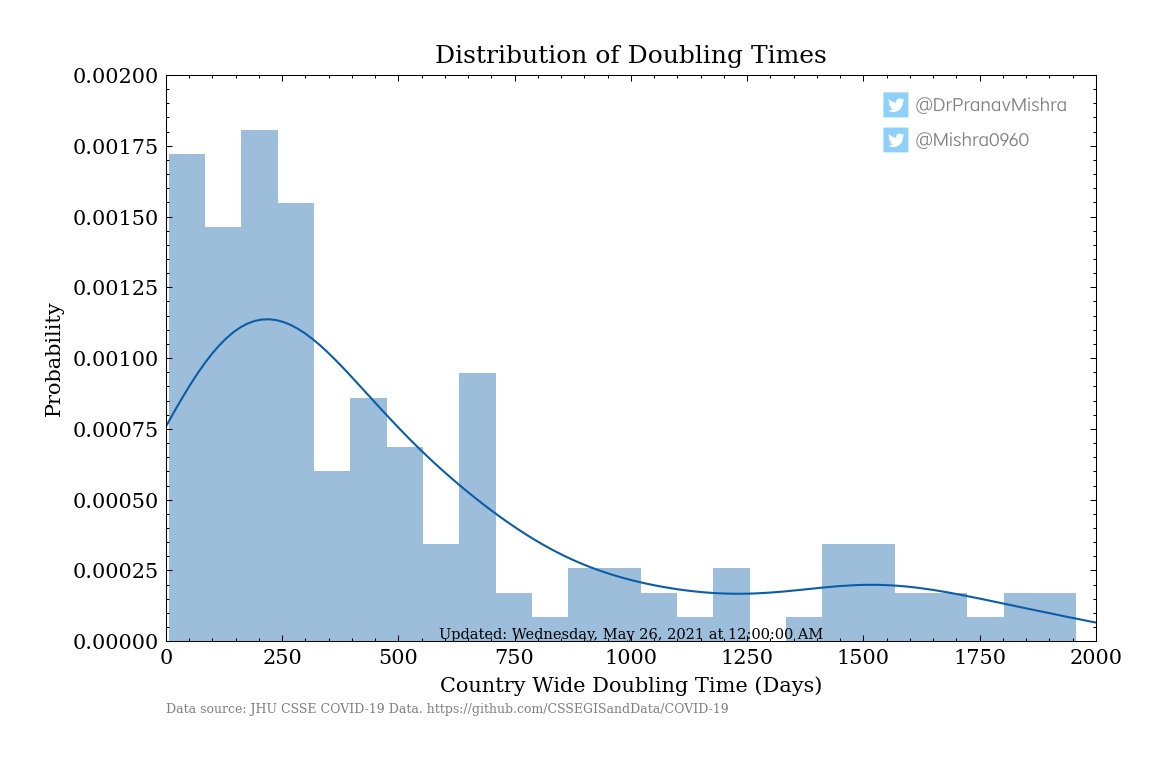 Distribution of Doubling Times
@DrPranavMishra
@Mishra0960
0.00200
0.00175
0.00150
0.00125
0.00100
0.00075
0.00050
0.00025
0.00000
Probability
Updated: Wednesday, May 26, 2021 at 12:00:00 AM
0 250 500 750 1000 1250 1500 1750 2000
Country Wide Doubling Time (Days)
Data source: JHU CSSE COVID-19 Data. https://github.com/CSSEGISandData/COVID-19